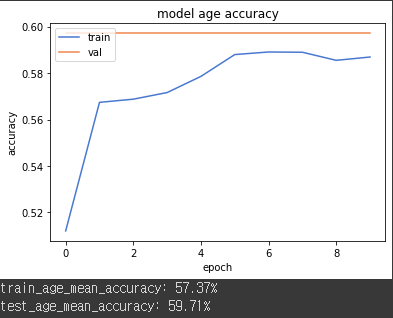 model age accuracy
train
val
accuracy
0.60
0.58
0.56
0.54
0.52
0
2
4
6
8
epoch
train_age_mean_accuracy: 57.37%
test_age_mean_accuracy: 59.71%